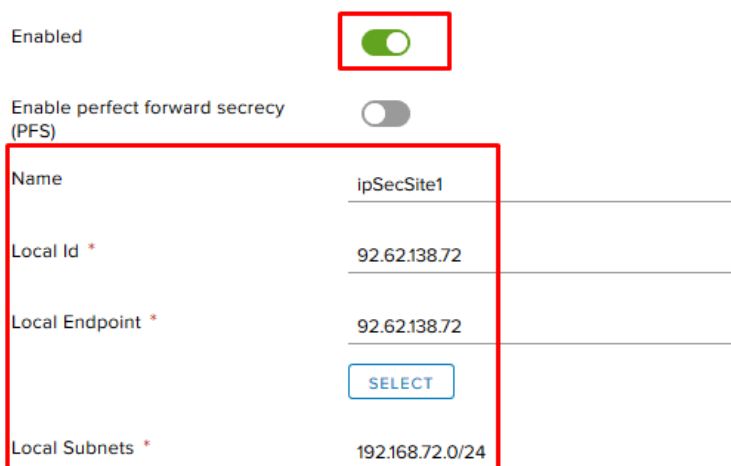 Enabled
Enable perfect forward secrecy
(PFS)
Name
ipSecSite1
Local Id *
92.62.138.72
Local Endpoint *
92.62.138.72
SELECT
Local Subnets *
192.168.72.0/24